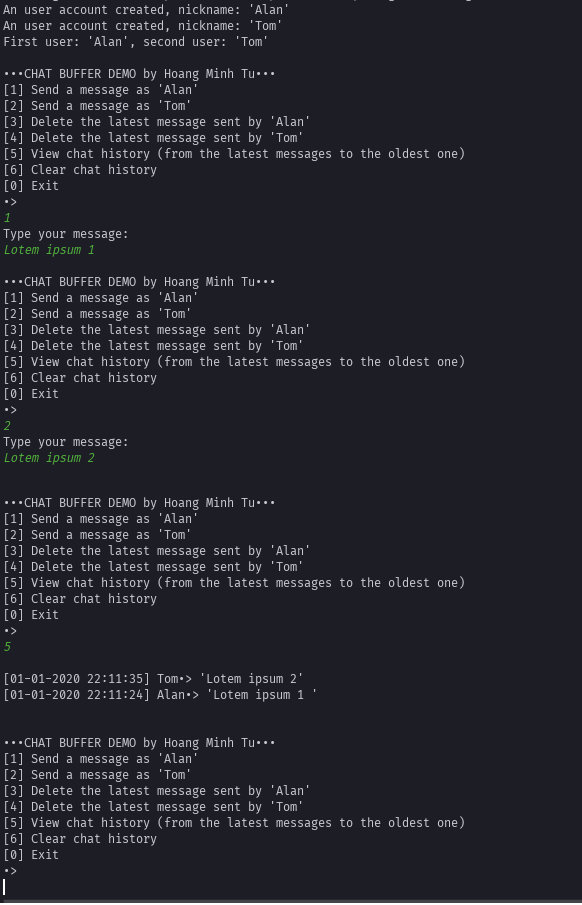 An user account created, nickname: 'Alan'
An user account created, nickname: 'Tom'
First user: 'Alan', second user: 'Tom'
•••CHAT BUFFER DEMO by Hoang Minh Tu•••
[1] Send a message as 'Alan'
[2] Send a message as 'Tom'
[3] Delete the latest message sent by 'Alan'
[4] Delete the latest message sent by 'Tom'
[5] View chat history (from the latest messages to the oldest one)
[6] Clear chat history
[0] Exit
•>
1
Type your message:
Lotem ipsum 1
•••CHAT BUFFER DEMO by Hoang Minh Tu•••
[1] Send a message as 'Alan'
[2] Send a message as 'Tom'
[3] Delete the latest message sent by 'Alan'
[4] Delete the latest message sent by 'Tom'
[5] View chat history (from the latest messages to the oldest one)
[6] Clear chat history
[0] Exit
•>
2
Type your message:
Lotem ipsum 2
•••CHAT BUFFER DEMO by Hoang Minh Tu•••
[1] Send a message as 'Alan'
[2] Send a message as 'Tom'
[3] Delete the latest message sent by 'Alan'
[4] Delete the latest message sent by 'Tom'
[5] View chat history (from the latest messages to the oldest one)
[6] Clear chat history
[0] Exit
•>
5
[01-01-2020 22:11:35] Tom•> 'Lotem ipsum 2'
[01-01-2020 22:11:24] Alan•> 'Lotem ipsum 1 '
•••CHAT BUFFER DEMO by Hoang Minh Tu•••
[1] Send a message as 'Alan'
[2] Send a message as 'Tom'
[3] Delete the latest message sent by 'Alan'
[4] Delete the latest message sent by 'Tom'
[5] View chat history (from the latest messages to the oldest one)
[6] Clear chat history
[0] Exit
•>